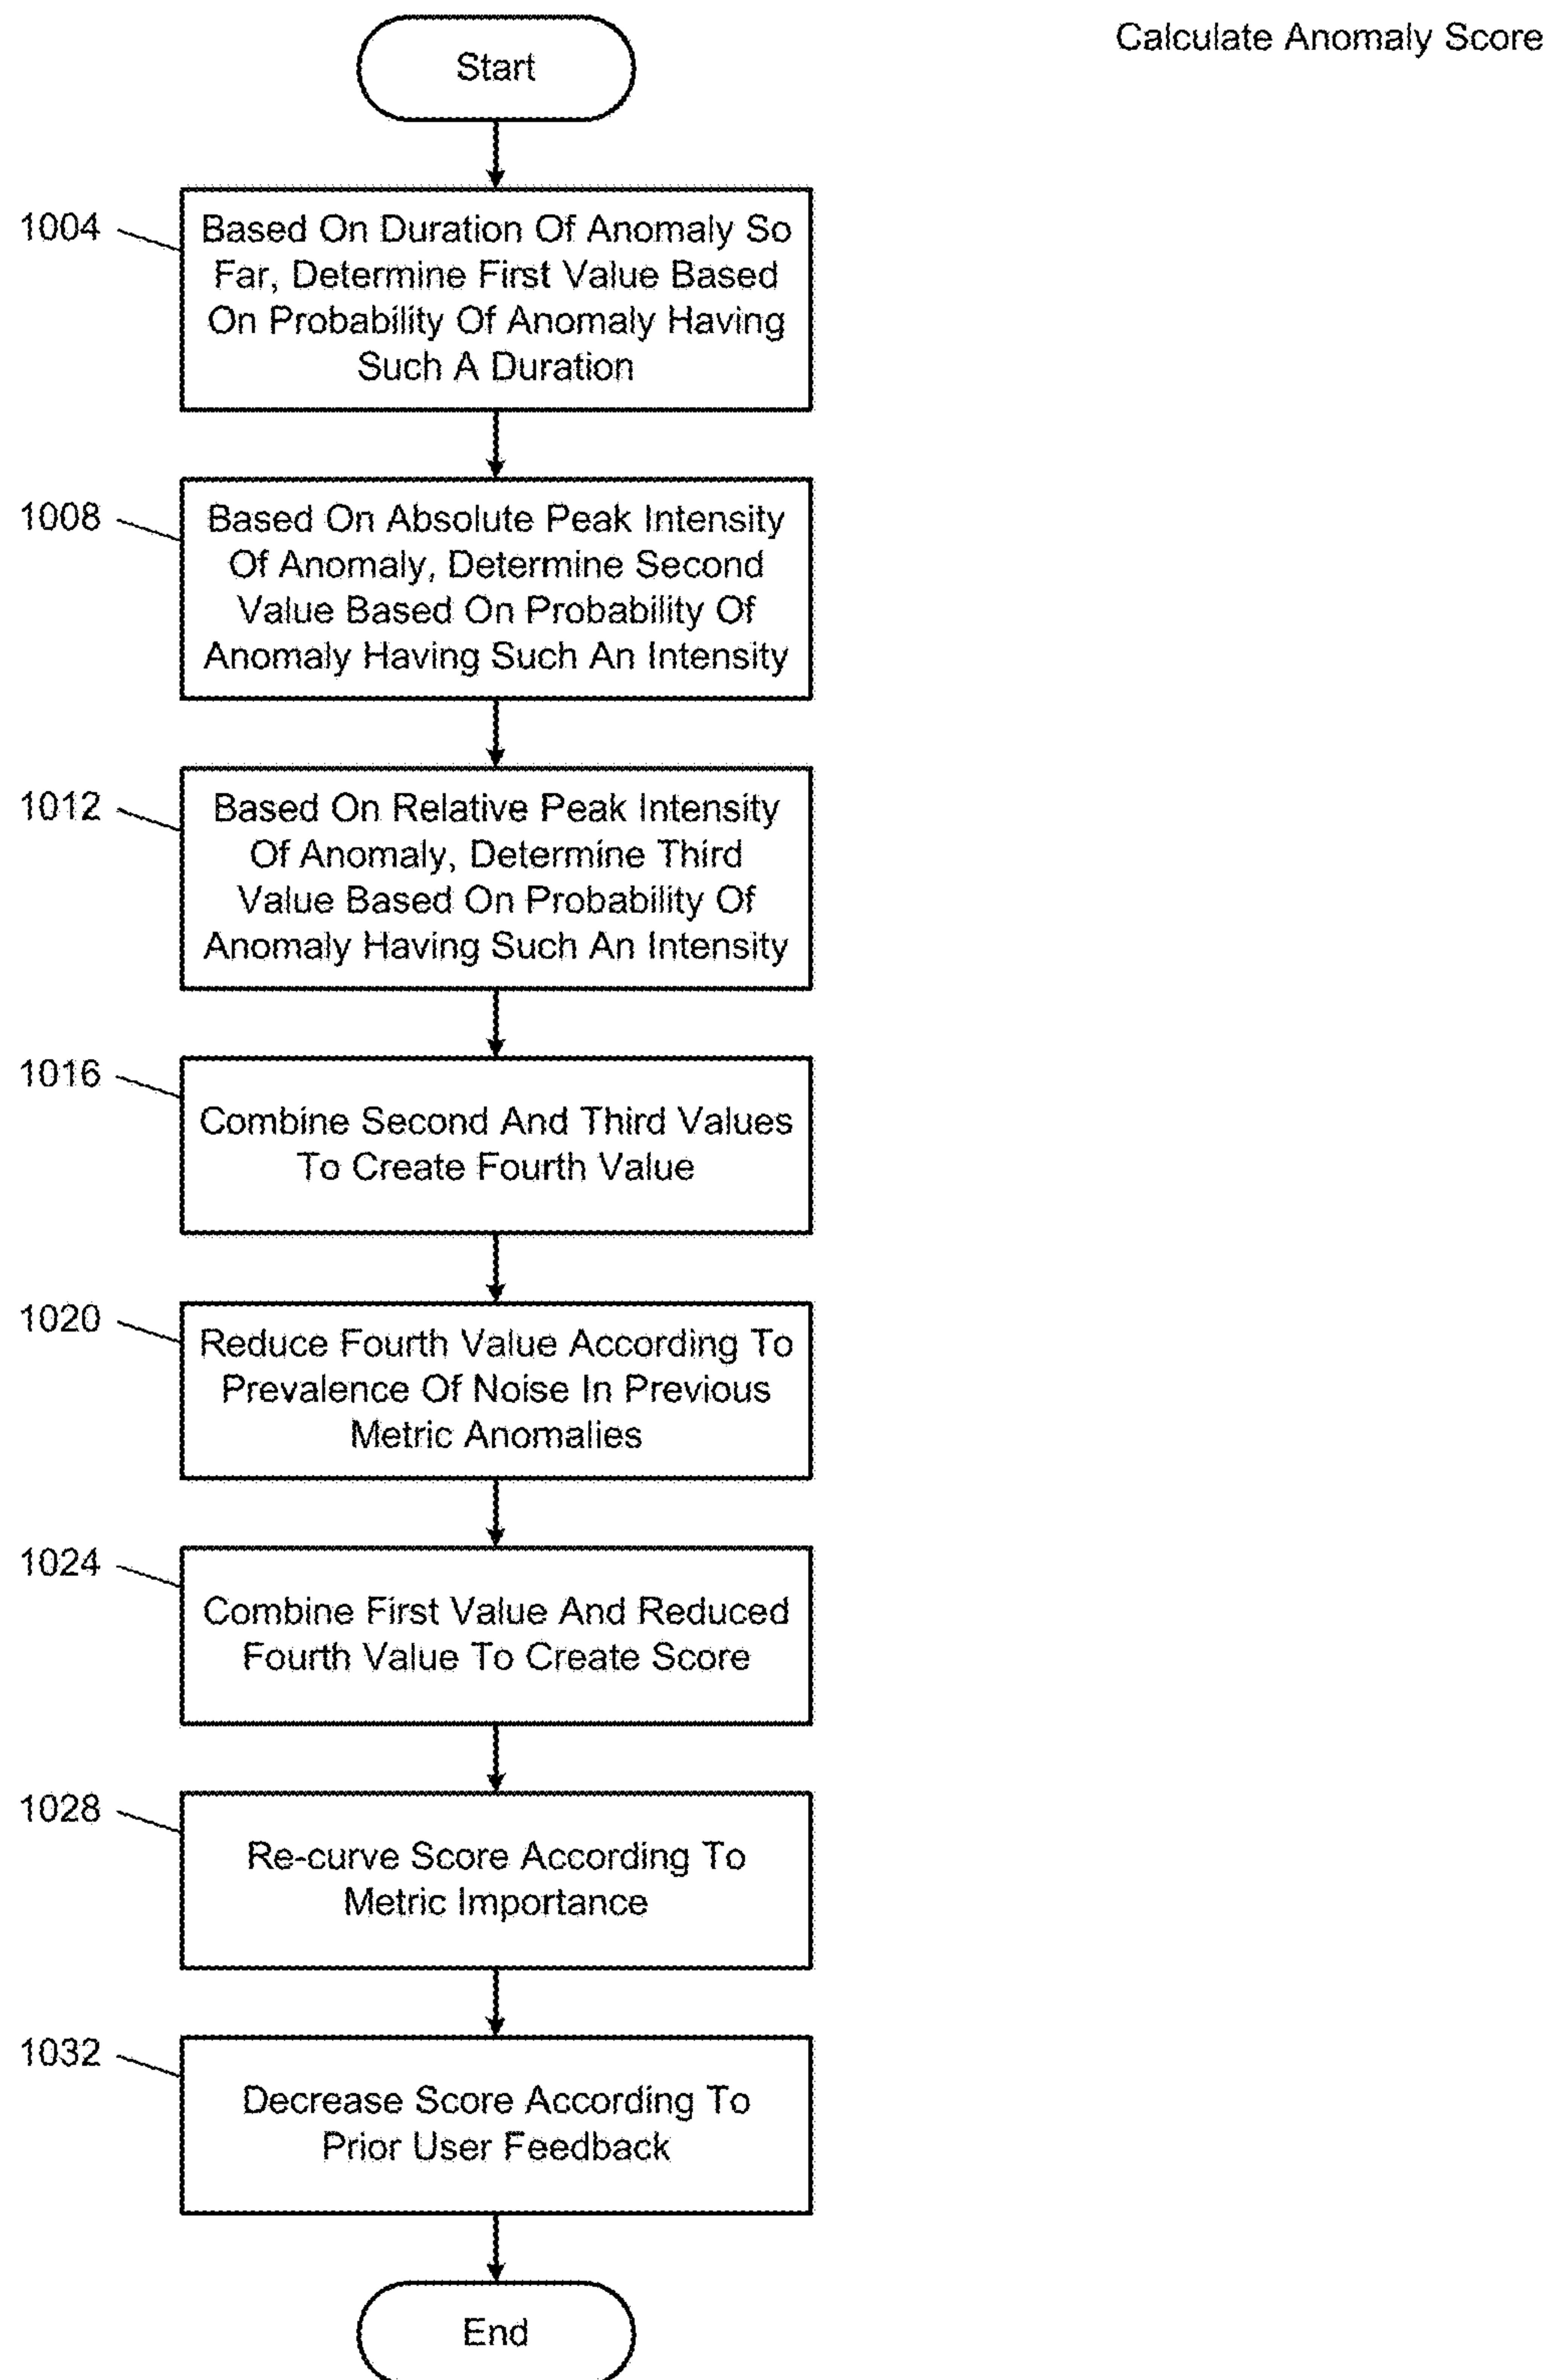 Calculate Anomaly Score
Start
1004
Based On Duration Of Anomaly So
Far, Determine First Value Based
On Probability Of Anomaly Having
Such A Duration
1008
Based On Absolute Peak Intensity
Of Anomaly, Determine Second
Value Based On Probability Of
Anomaly Having Such An Intensity
1012
Based On Relative Peak Intensity
Of Anomaly, Determine Third
Value Based On Probability Of
Anomaly Having Such An Intensity
1016
Combine Second And Third Values
To Create Fourth Value
1020
Reduce Fourth Value According To
Prevalence Of Noise In Previous
Metric Anomalies
1024
Combine First Value And Reduced
Fourth Value To Create Score
1028
Re-curve Score According To
Metric Importance
1032
Decrease Score According To
Prior User Feedback
End